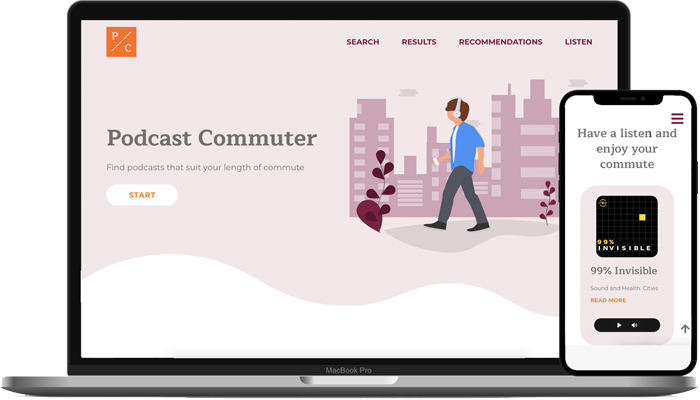 P
C
SEARCH RESULTS RECOMMENDATIONS LISTEN
Podcast Commuter
Find podcasts that suit your length of commute
START
MacBook Pro
Have a listen and
enjoy your
commute
99%
INVISIBLE
99% Invisible
Sound and Health: Cities
READ MORE